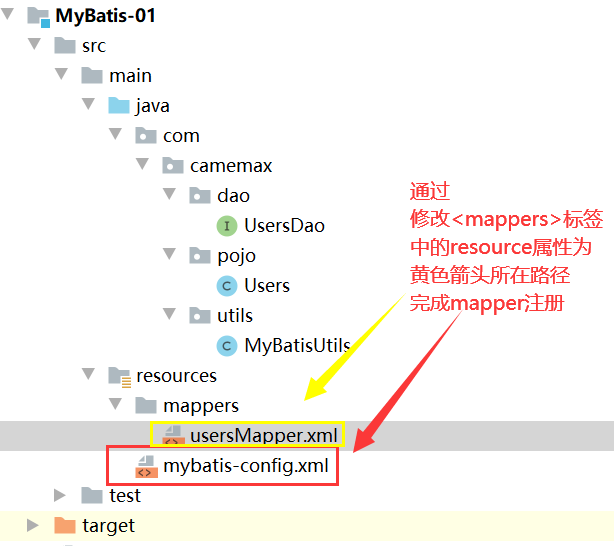 MyBatis-01
src
main
java
com
camemax
dao
UsersDao
pojo
Users
utils
MyBatisUtils
resources
mappers
usersMapper.xml
mybatis-config.xml
test
target
通过
修改<mappers>标签
中的resource属性为
黄色箭头所在路径
完成mapper注册